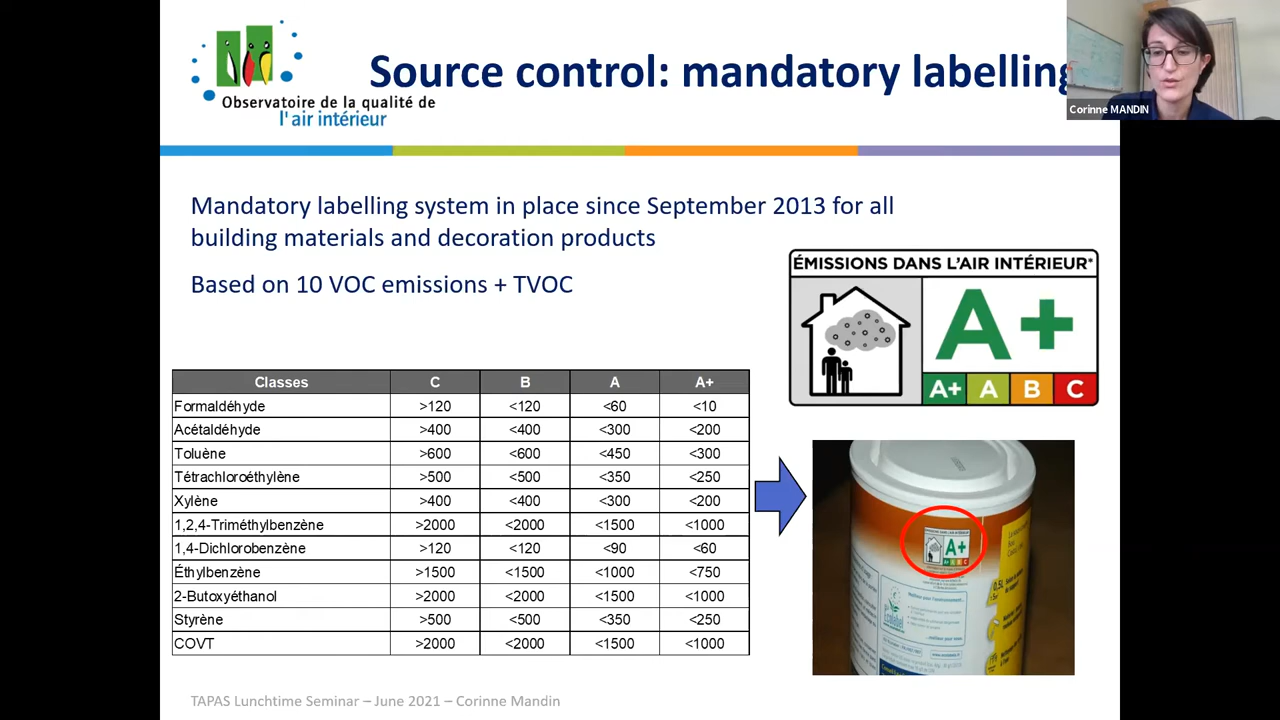 Observatoire de la qualité de
l'air intérieur
Source control: mandatory labelling
Corinne MANDIN
Mandatory labelling system in place since September 2013 for all
building materials and decoration products
Based on 10 VOC emissions + TVOC
ÉMISSIONS DANS L'AIR INTÉRIEUR*
A+
A+ A B C
Classes C B A A+
Formaldéhyde >120 <120 <60 <10
Acétaldéhyde >400 <400 <300 <200
Toluène >600 <600 <450 <300
Tétrachloroéthylène >500 <500 <350 <250
Xylène >400 <400 <300 <200
1,2,4-Triméthylbenzène >2000 <2000 <1500 <1000
1,4-Dichlorobenzène >120 <120 <90 <60
Éthylbenzène >1500 <1500 <1000 <750
2-Butoxyéthanol >2000 <2000 <1500 <1000
Styrène >500 <500 <350 <250
COVT >2000 <2000 <1500 <1000
A+
0,5L
TAPAS Lunchtime Seminar – June 2021 – Corinne Mandin